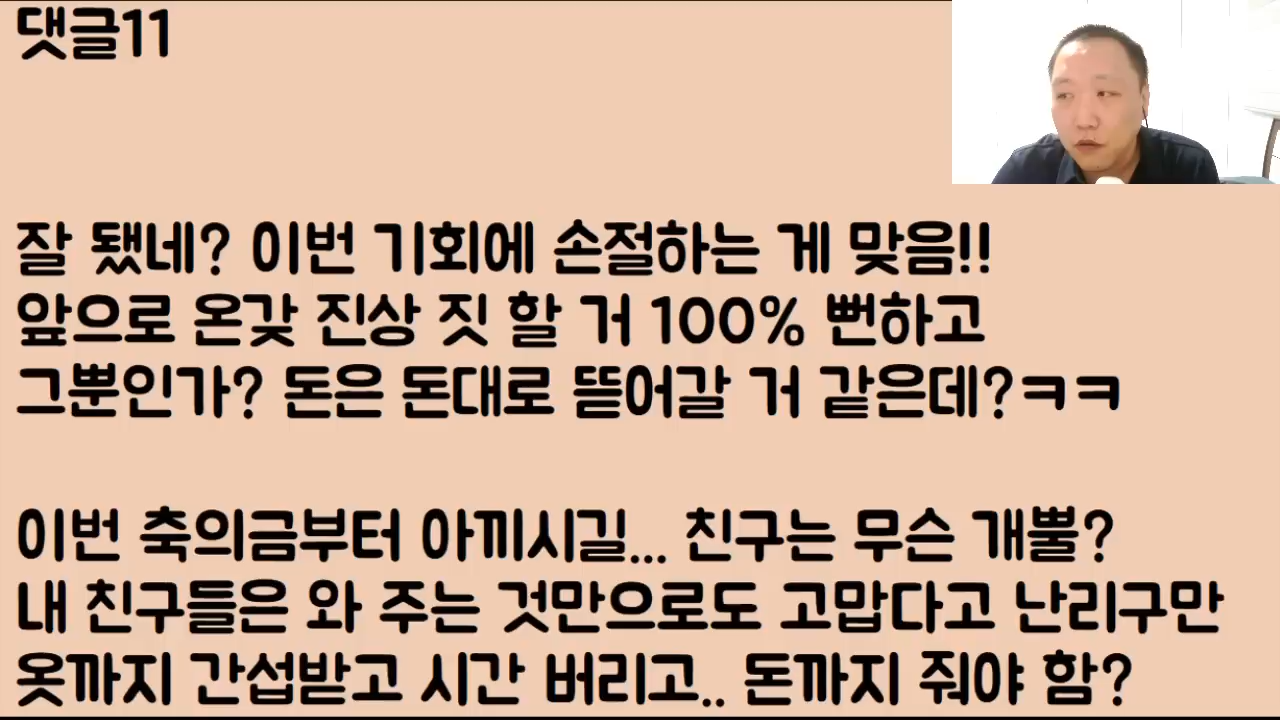 댓글11
잘 됐네? 이번 기회에 손절하는 게 맞음!!
앞으로 온갖 진상 짓 할 거 100% 뻔하고
그뿐인가? 돈은 돈대로 뜯어갈 거 같은데?ㅋㅋ
이번 축의금부터 아끼시길... 친구는 무슨 개뿔?
내 친구들은 와 주는 것만으로도 고맙다고 난리구만
옷까지 간섭받고 시간 버리고.. 돈까지 줘야 함?